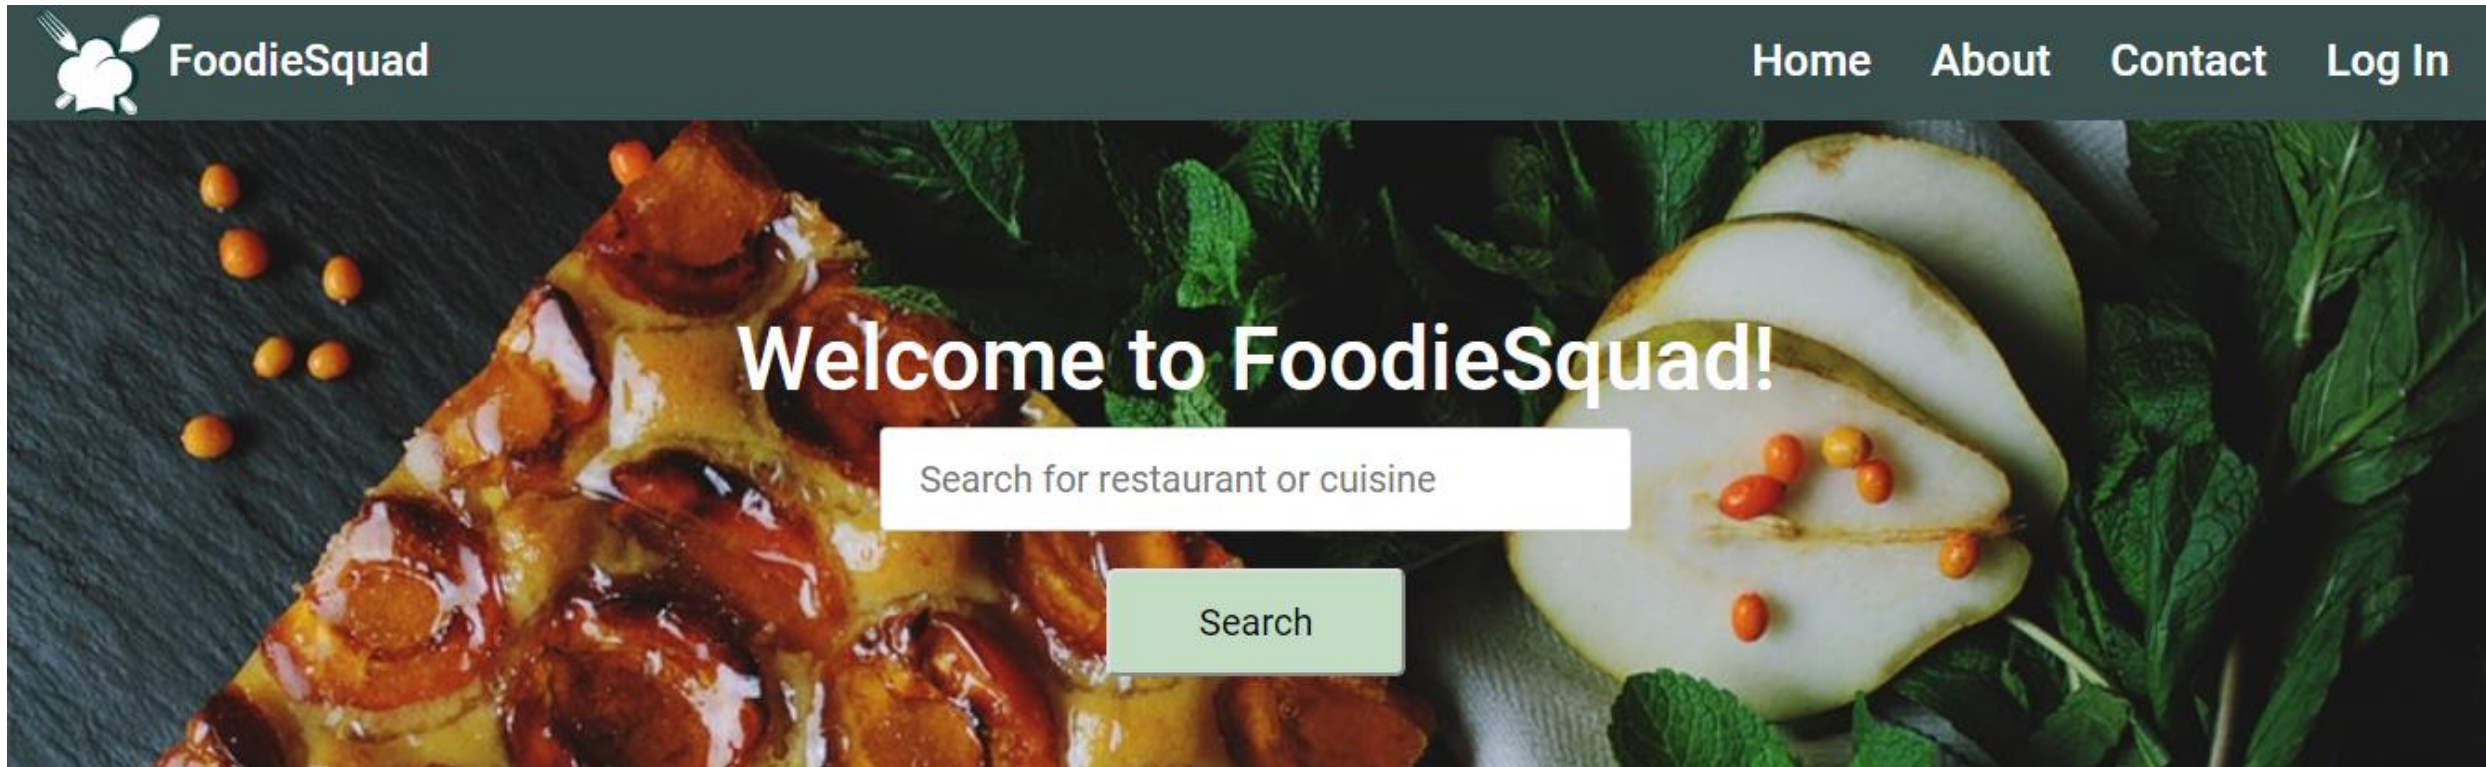 FoodieSquad
Home About Contact Log In
Welcome to FoodieSquad!
Search for restaurant or cuisine
Search